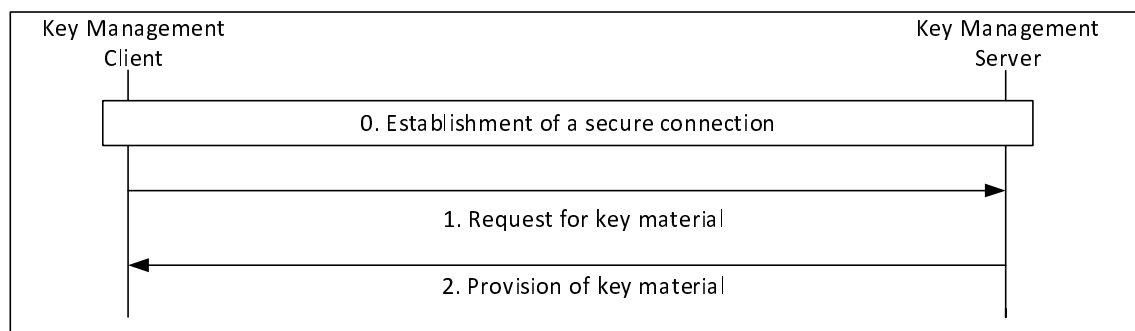 Key Management
Client
Key Management
Server
0. Establishment of a secure connection
1. Request for key material
2. Provision of key material